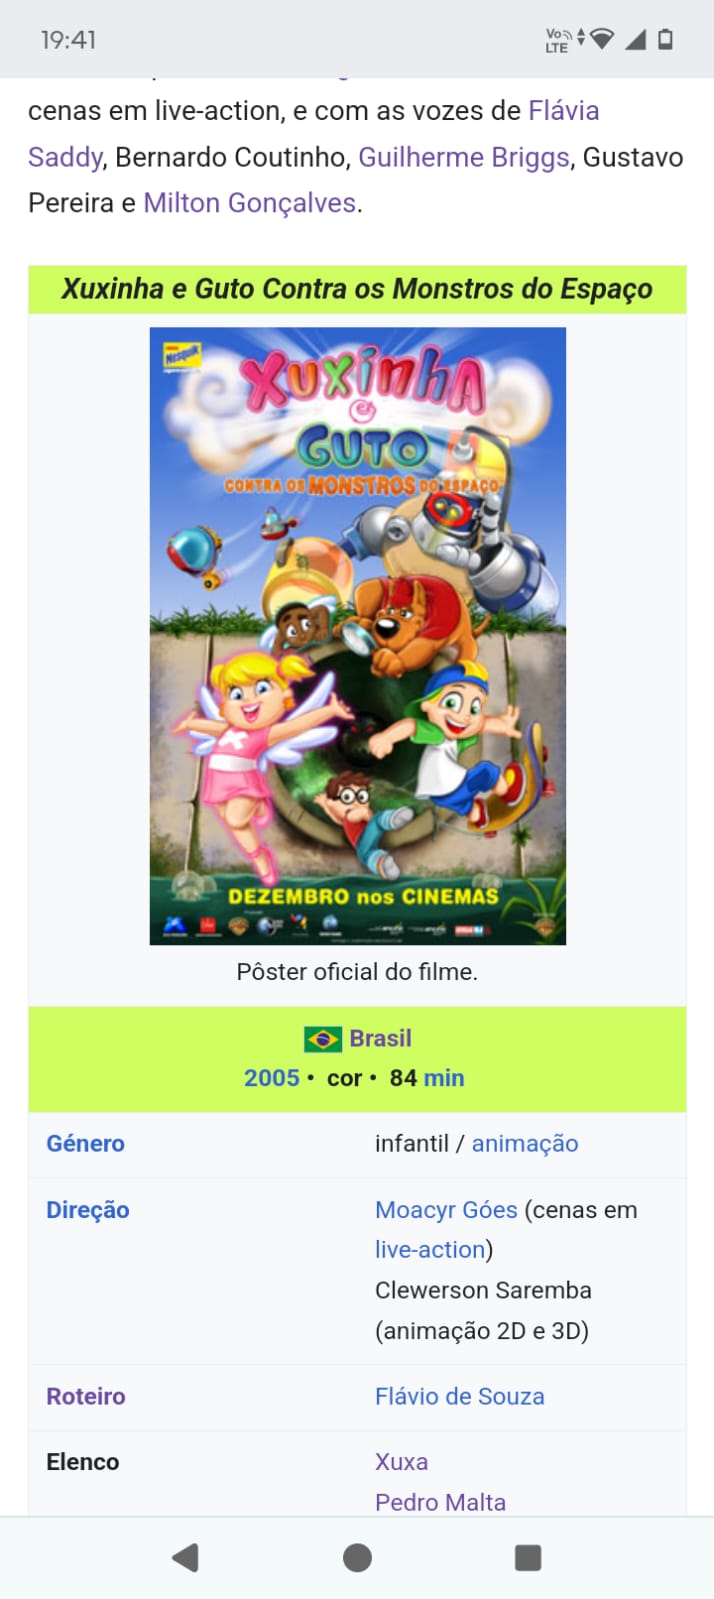 19:41
Vo
LTE
cenas em live-action, e com as vozes de Flávia
Saddy, Bernardo Coutinho, Guilherme Briggs, Gustavo
Pereira e Milton Gonçalves.
Xuxinha e Guto Contra os Monstros do Espaço
Nesquik
XUXINHA
e
GUTO
CONTRA OS MONSTROS DO ESPAÇO
DEZEMBRO nos CINEMAS
Pôster oficial do filme.
Brasil
2005 • cor • 84 min
Género
infantil / animação
Direção
Moacyr Góes (cenas em
live-action)
Clewerson Saremba
(animação 2D e 3D)
Roteiro
Flávio de Souza
Elenco
Xuxa
Pedro Malta